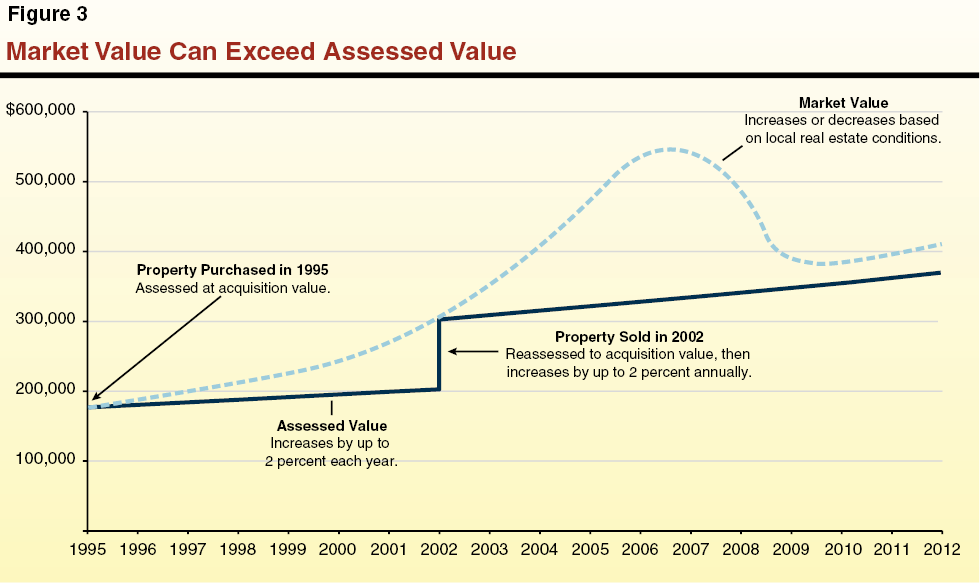 Figure 3
Market Value Can Exceed Assessed Value
$600,000
500,000
400,000
300,000
200,000
100,000
Market Value
Increases or decreases based
on local real estate conditions.
Property Purchased in 1995
Assessed at acquisition value.
Property Sold in 2002
Reassessed to acquisition value, then
increases by up to 2 percent annually.
Assessed Value
Increases by up to
2 percent each year.
1995 1996 1997 1998 1999 2000 2001 2002 2003 2004 2005 2006 2007 2008 2009 2010 2011 2012